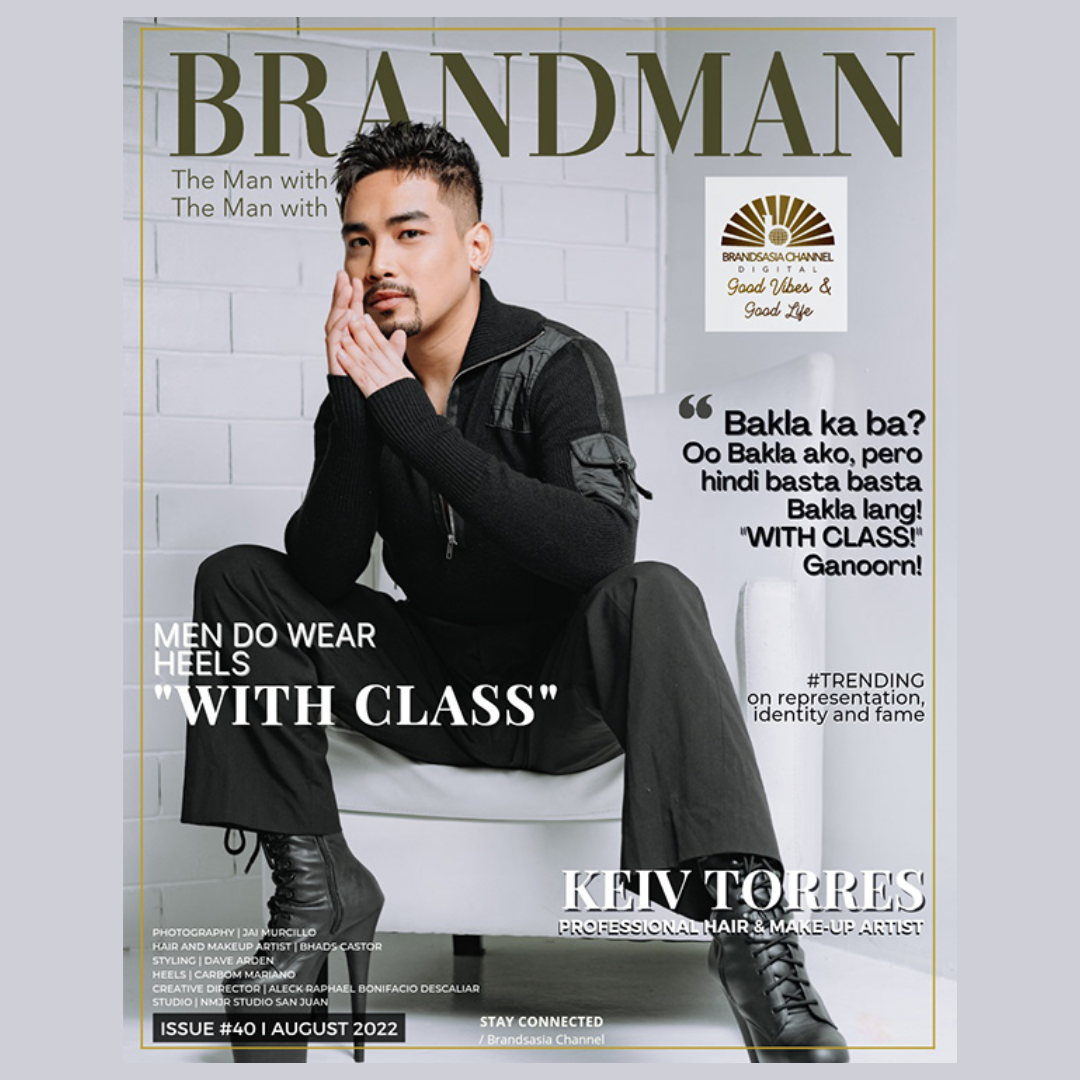 BRANDMAN
The Man with
The Man with
BRANDSASIA CHANNEL
DIGITAL
Good Vibes &
Good Life
“ Bakla ka ba?
Oo Bakla ako, pero
hindi basta basta
Bakla lang!
"WITH CLASS!"
Ganoorn!
MEN DO WEAR
HEELS
"WITH CLASS"
#TRENDING
on representation,
identity and fame
KEIV TORRES
PROFESSIONAL HAIR & MAKE-UP ARTIST
PHOTOGRAPHY | JAI MURCILLO
HAIR AND MAKEUP ARTIST | BHADS CASTOR
STYLING | DAVE ARDEN
HEELS | CARBOM MARIANO
CREATIVE DIRECTOR | ALECK RAPHAEL BONIFACIO DESCALIAR
STUDIO | NMJR STUDIO SAN JUAN
ISSUE #40 I AUGUST 2022
STAY CONNECTED
/ Brandsasia Channel